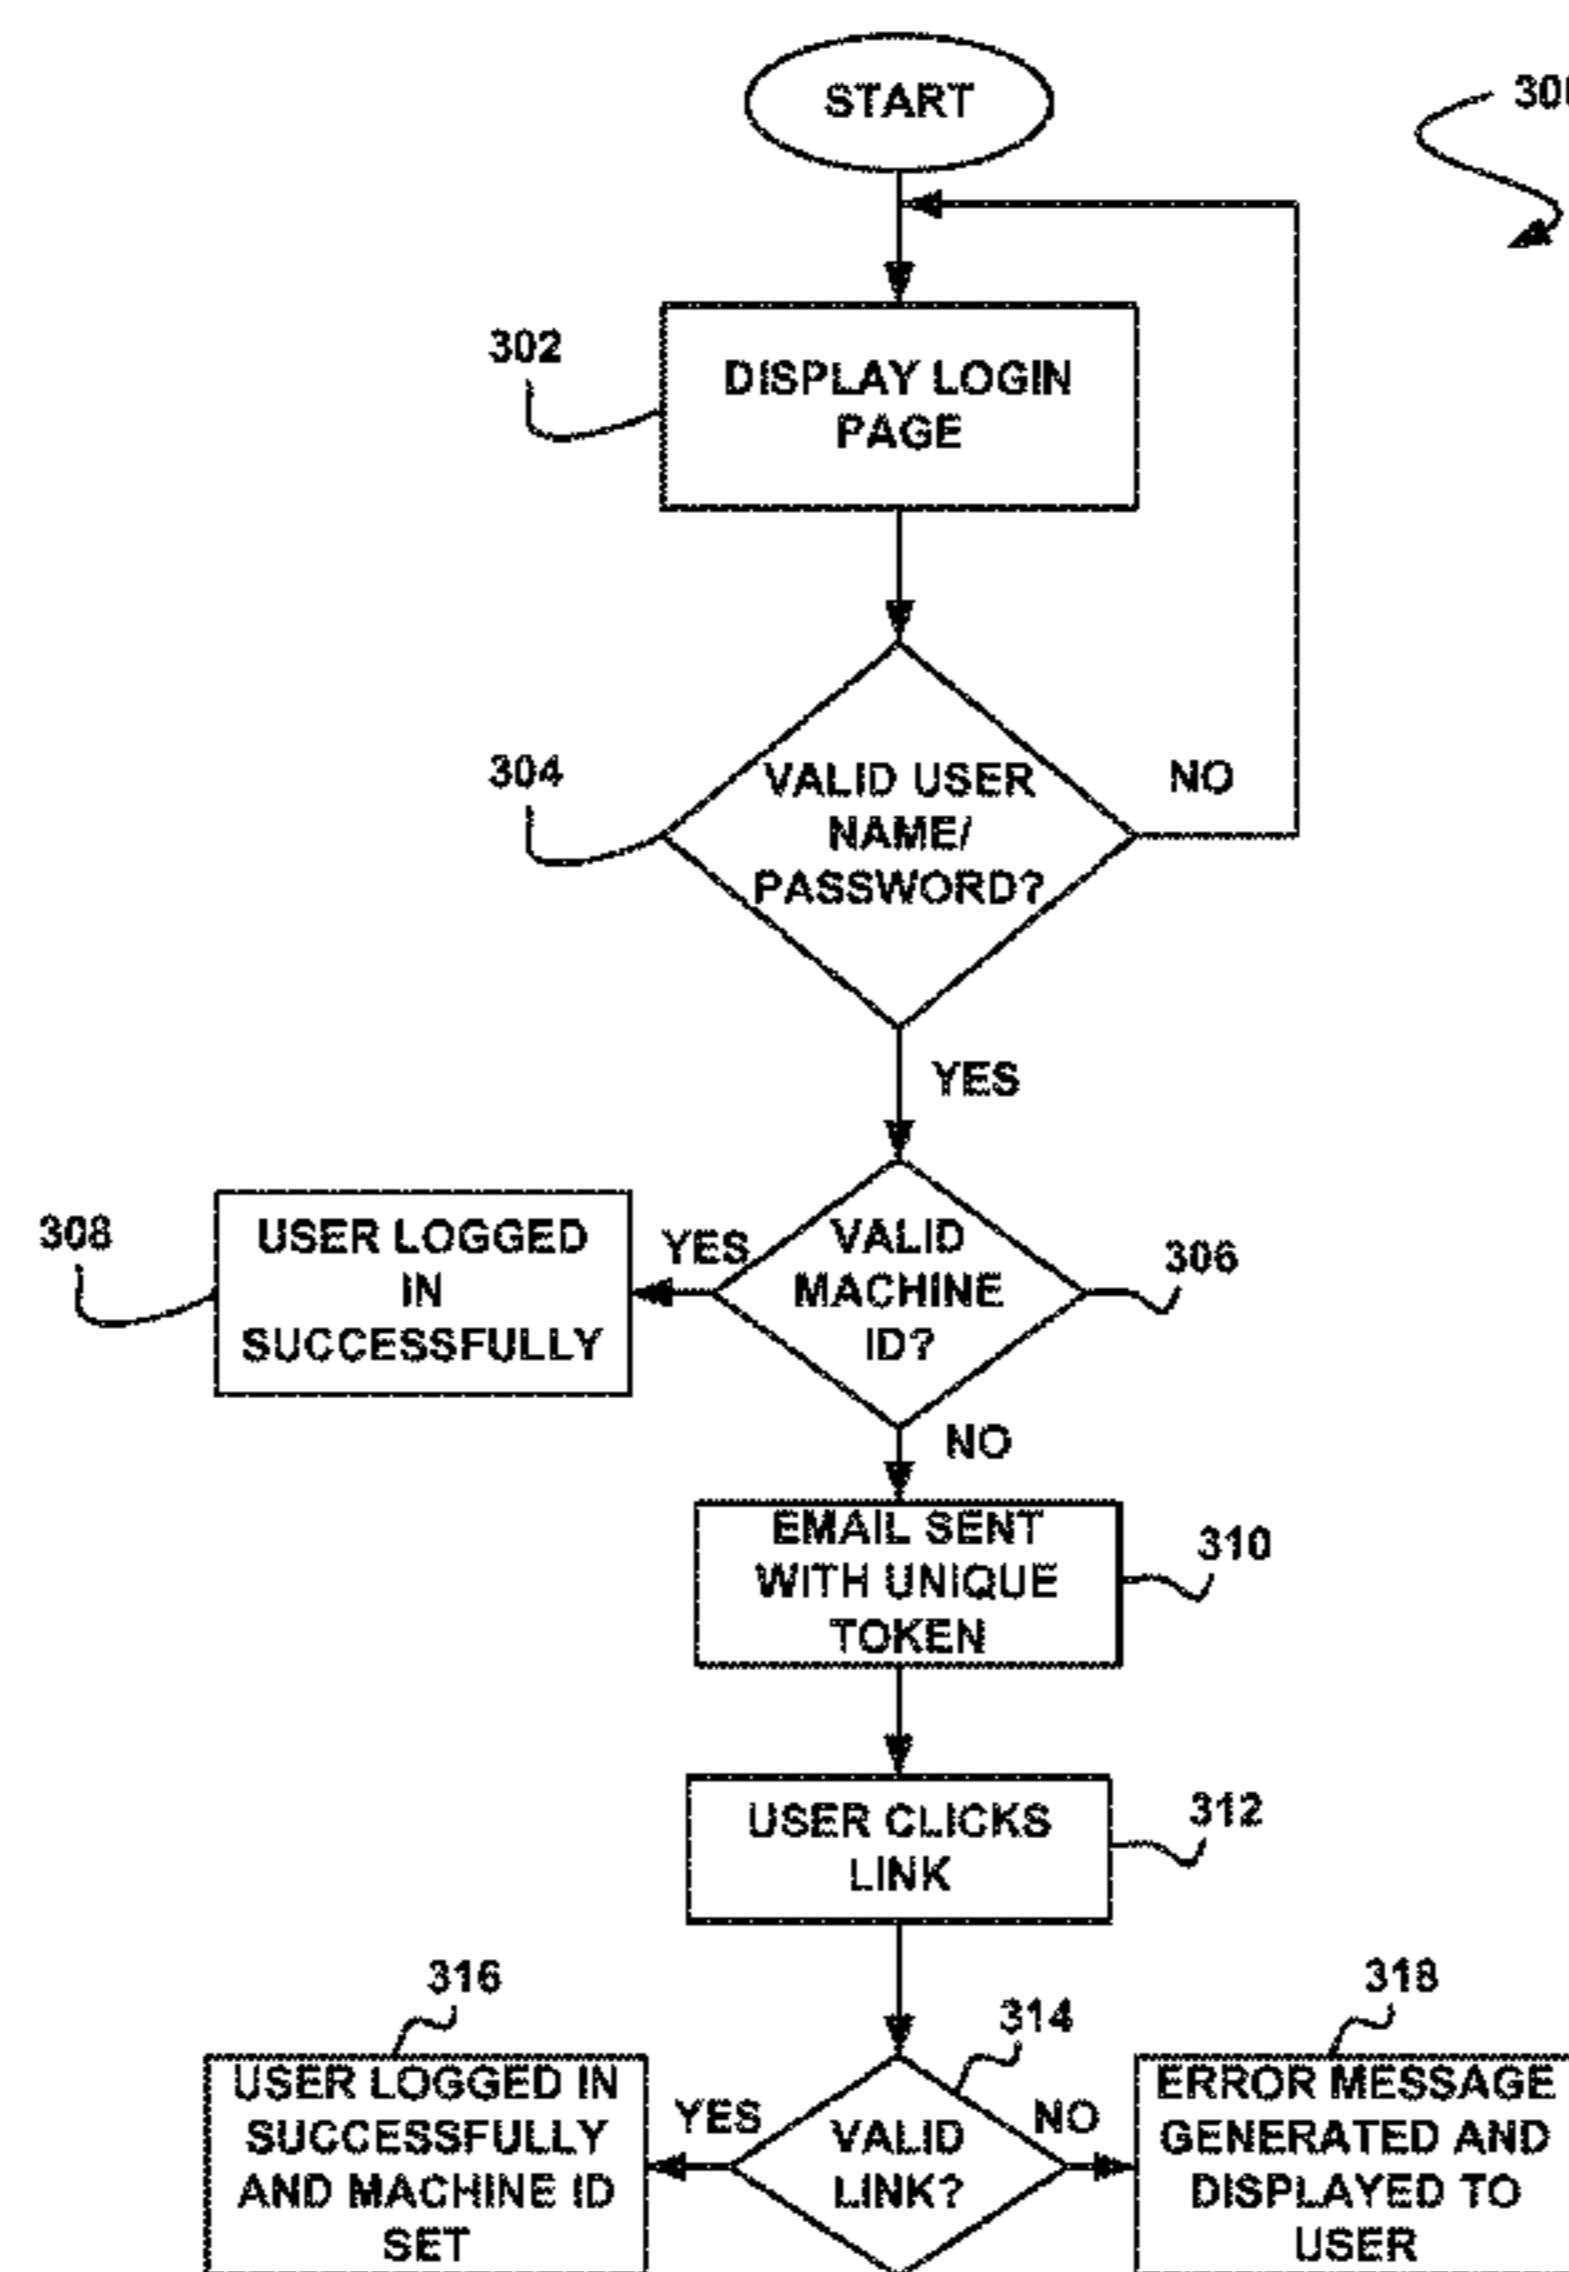 START
302
DISPLAY LOGIN
PAGE
304
VALID USER
NAME/
PASSWORD?
NO
YES
308
USER LOGGED
IN
SUCCESSFULLY
YES
VALID
MACHINE
ID?
306
NO
EMAIL SENT
WITH UNIQUE
TOKEN
310
USER CLICKS
LINK
312
316
314
318
USER LOGGED IN
SUCCESSFULLY
AND MACHINE ID
SET
YES
VALID
LINK?
NO
ERROR MESSAGE
GENERATED AND
DISPLAYED TO
USER